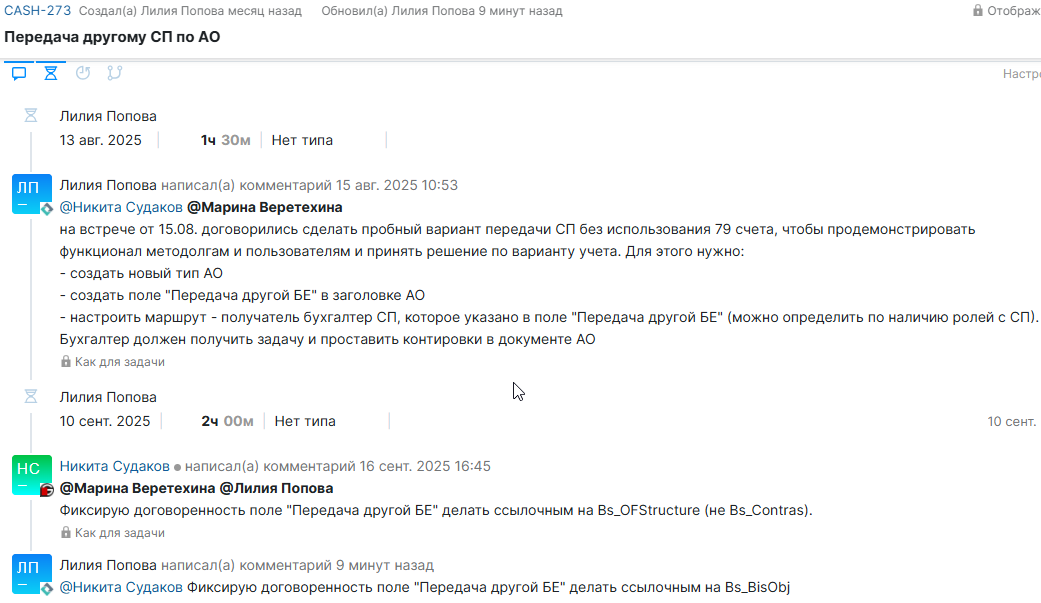 CASH-273 Создал(а) Лилия Попова месяц назад Обновил(а) Лилия Попова 9 минут назад Отображ
Передача другому СП по АО
Настро
Лилия Попова
13 авг. 2025 1ч 30м Нет типа
ЛП
Лилия Попова написал(а) комментарий 15 авг. 2025 10:53
@Никита Судаков @Марина Веретехина
на встрече от 15.08. договорились сделать пробный вариант передачи СП без использования 79 счета, чтобы продемонстрировать
функционал методолгам и пользователям и принять решение по варианту учета. Для этого нужно:
- создать новый тип АО
- создать поле "Передача другой БЕ" в заголовке АО
- настроить маршрут - получатель бухгалтер СП, которое указано в поле "Передача другой БЕ" (можно определить по наличию ролей с СП).
Бухгалтер должен получить задачу и проставить контировки в документе АО
Как для задачи
Лилия Попова
10 сент. 2025 2ч 00м Нет типа 10 сент.
НС
Никита Судаков написал(а) комментарий 16 сент. 2025 16:45
@Марина Веретехина @Лилия Попова
Фиксирую договоренность поле "Передача другой БЕ" делать ссылочным на Bs_OFStructure (не Bs_Contras).
Как для задачи
ЛП
Лилия Попова написал(а) комментарий 9 минут назад
@Никита Судаков Фиксирую договоренность поле "Передача другой БЕ" делать ссылочным на Bs_BisObj